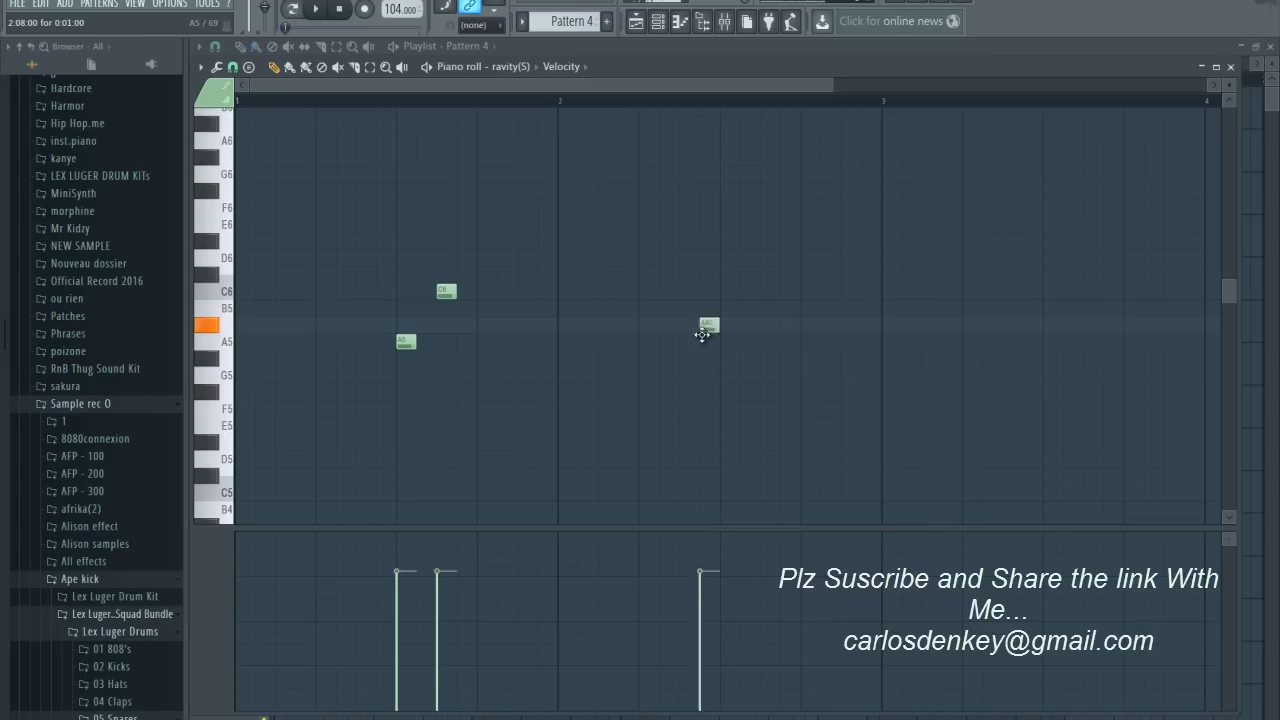 EDIT ADD PATTERNS VIEW OPTIONS TOOLS ?
2:08:00 for 0:01:00
A5 / 69
104.000
(none)
Pattern 4
Click for online news
Browser - All
Playlist - Pattern 4
Piano roll - ravity(S) Velocity
1 2 3 4
Hardcore
Harmor
Hip Hop.me
inst.piano
kanye
LEX LUGER DRUM KITs
MiniSynth
morphine
Mr Kidzy
NEW SAMPLE
Nouveau dossier
Official Record 2016
ou rien
Patches
Phrases
poizone
RnB Thug Sound Kit
sakura
Sample rec O
1
8080connexion
AFP - 100
AFP - 200
AFP - 300
afrika(2)
Alison effect
Alison samples
All effects
Ape kick
Lex Luger Drum Kit
Lex Luger..Squad Bundle
Lex Luger Drums
01 808's
02 Kicks
03 Hats
04 Claps
05 Snares
A6
G6
F6
E6
D6
C6
B5
A5
G5
F5
E5
D5
C5
B4
C6
A5
Plz Suscribe and Share the link With
Me...
carlosdenkey@gmail.com